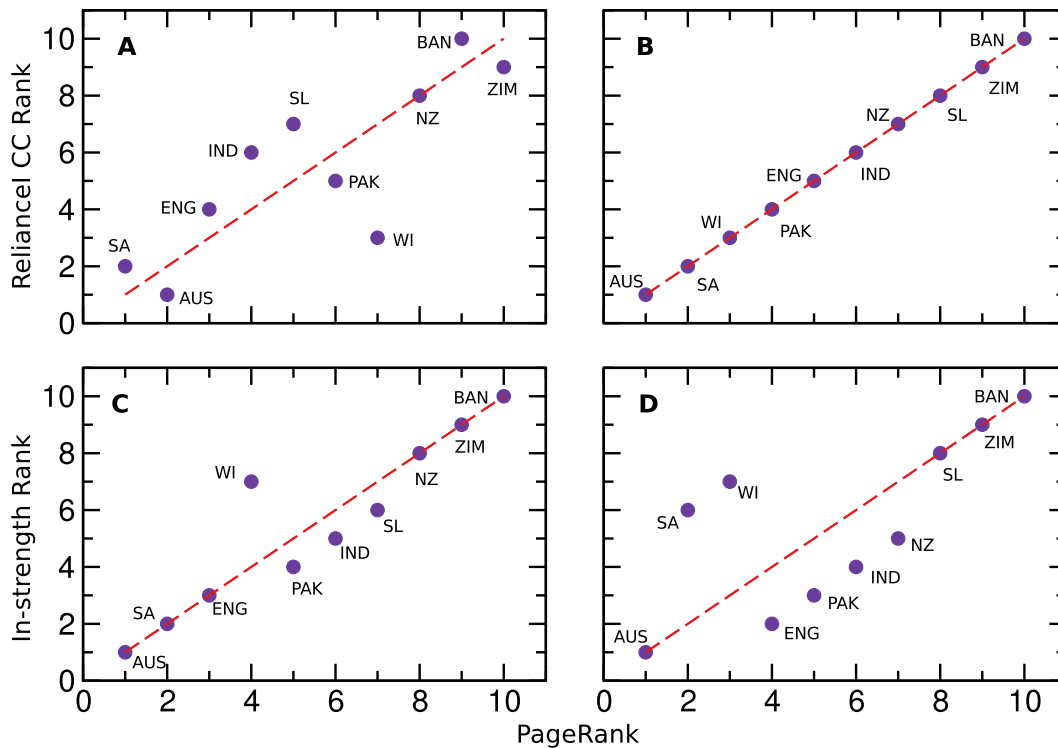 A
BAN
ZIM
SL
NZ
IND
PAK
ENG
WI
SA
AUS
10
8
6
4
2
0
Reliancel CC Rank
B
BAN
ZIM
NZ
SL
ENG
IND
WI
PAK
AUS
SA
C
BAN
ZIM
WI
NZ
SL
IND
PAK
SA
ENG
AUS
10
8
6
4
2
0
In-strength Rank
0 2 4 6 8 10
D
BAN
ZIM
SL
WI
SA
NZ
IND
PAK
AUS
ENG
0 2 4 6 8 10
PageRank